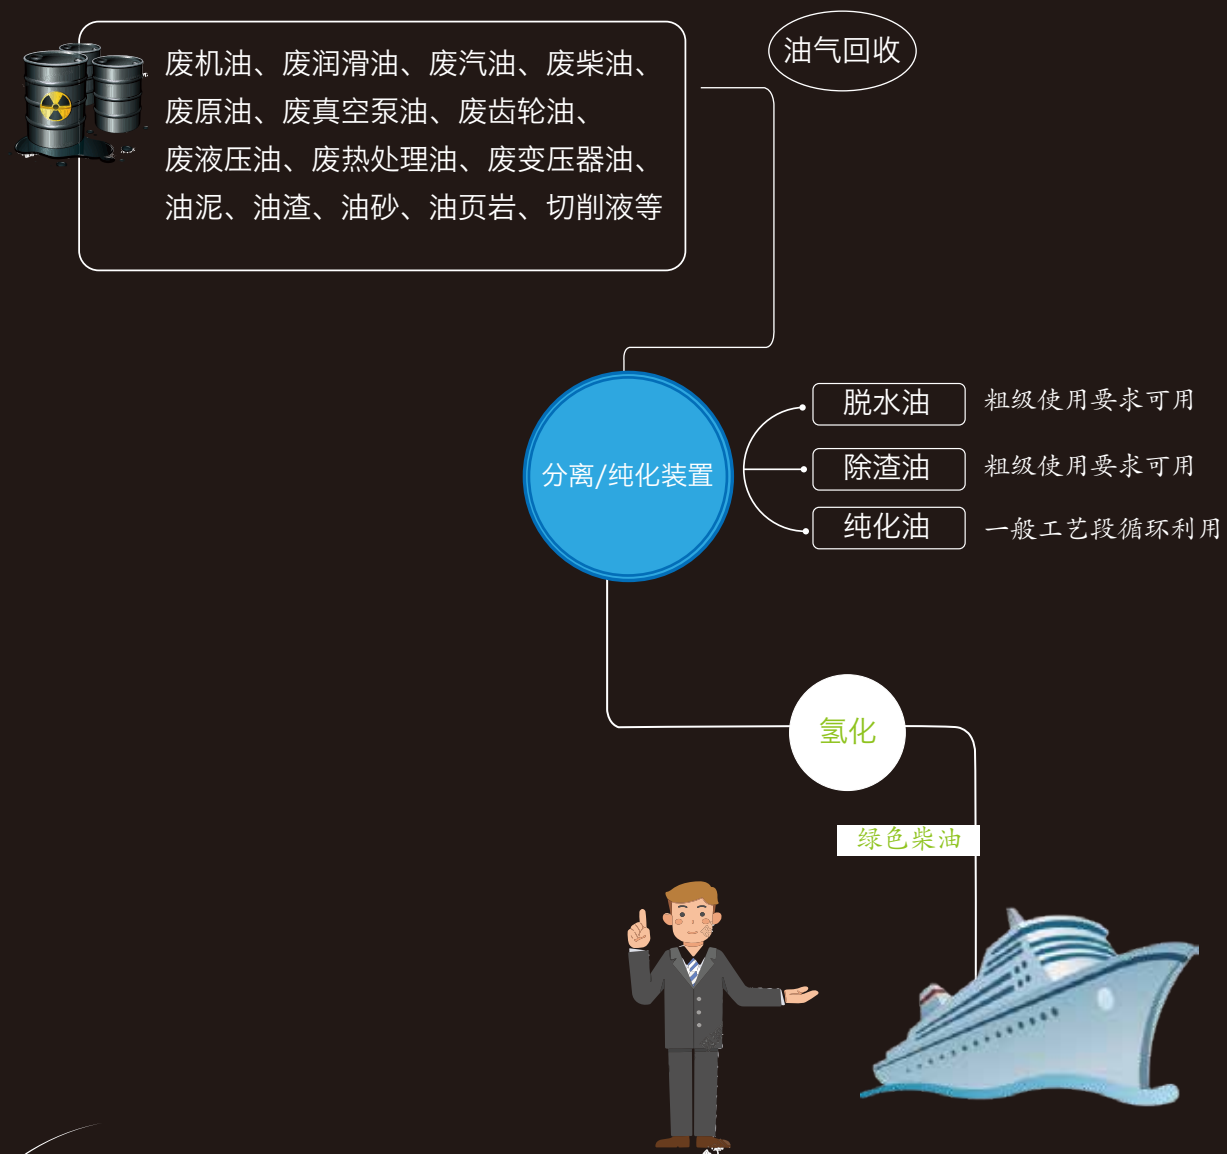 废机油、废润滑油、废汽油、废柴油、
废原油、废真空泵油、废齿轮油、
废液压油、废热处理油、废变压器油、
油泥、油渣、油砂、油页岩、切削液等
油气回收
分离/纯化装置
脱水油 粗级使用要求可用
除渣油 粗级使用要求可用
纯化油 一般工艺段循环利用
氢化
绿色柴油